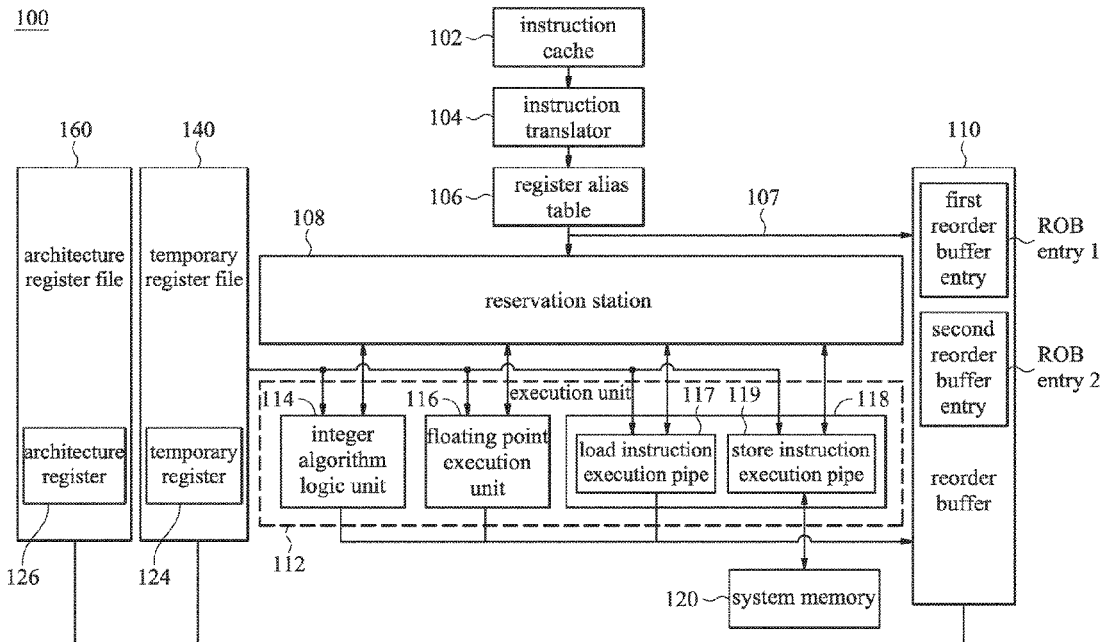 100
102
instruction
cache
104
instruction
translator
160
140
110
106
register alias
table
107
108
first
reorder
buffer
entry
ROB
entry 1
architecture
register file
temporary
register file
reservation station
second
reorder
buffer
entry
ROB
entry 2
execution unit
114
116
117
119
118
architecture
register
temporary
register
integer
algorithm
logic unit
floating point
execution
unit
load instruction
execution pipe
store instruction
execution pipe
reorder
buffer
126
124
112
120
system memory